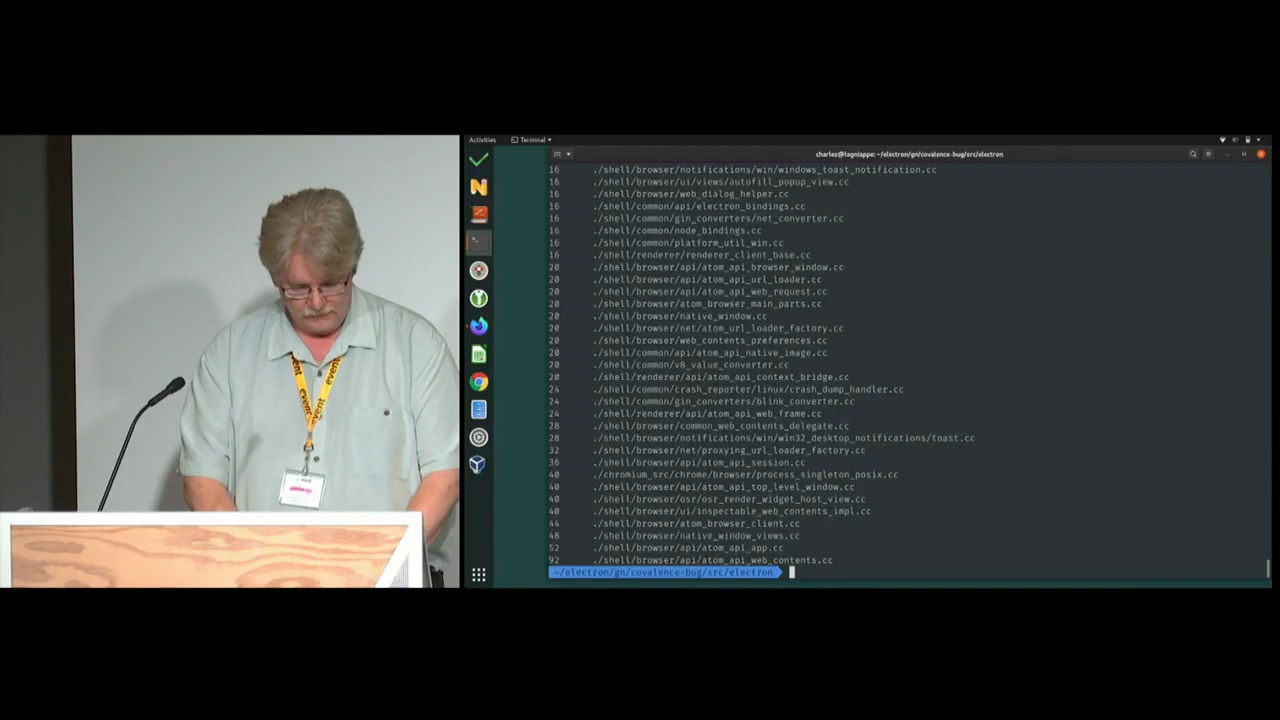 Activities
Terminal
charles@lagniappe: ~/electron/gn/covalence-bug/src/electron
16 ./shell/browser/notifications/win/windows_toast_notification.cc
16 ./shell/browser/ui/views/autofill_popup_view.cc
16 ./shell/browser/web_dialog_helper.cc
16 ./shell/common/api/electron_bindings.cc
16 ./shell/common/gin_converters/net_converter.cc
16 ./shell/common/node_bindings.cc
16 ./shell/common/platform_util_win.cc
16 ./shell/renderer/renderer_client_base.cc
20 ./shell/browser/api/atom_api_browser_window.cc
20 ./shell/browser/api/atom_api_url_loader.cc
20 ./shell/browser/api/atom_api_web_request.cc
20 ./shell/browser/atom_browser_main_parts.cc
20 ./shell/browser/native_window.cc
20 ./shell/browser/net/atom_url_loader_factory.cc
20 ./shell/browser/web_contents_preferences.cc
20 ./shell/common/api/atom_api_native_image.cc
20 ./shell/common/v8_value_converter.cc
20 ./shell/renderer/api/atom_api_context_bridge.cc
24 ./shell/common/crash_reporter/linux/crash_dump_handler.cc
24 ./shell/common/gin_converters/blink_converter.cc
24 ./shell/renderer/api/atom_api_web_frame.cc
28 ./shell/browser/common_web_contents_delegate.cc
28 ./shell/browser/notifications/win/win32_desktop_notifications/toast.cc
32 ./shell/browser/net/proxying_url_loader_factory.cc
36 ./shell/browser/api/atom_api_session.cc
40 ./chromium_src/chrome/browser/process_singleton_posix.cc
40 ./shell/browser/api/atom_api_top_level_window.cc
40 ./shell/browser/osr/osr_render_widget_host_view.cc
40 ./shell/browser/ui/inspectable_web_contents_impl.cc
44 ./shell/browser/atom_browser_client.cc
48 ./shell/browser/native_window_views.cc
52 ./shell/browser/api/atom_api_app.cc
92 ./shell/browser/api/atom_api_web_contents.cc
~/electron/gn/covalence-bug/src/electron
event
event